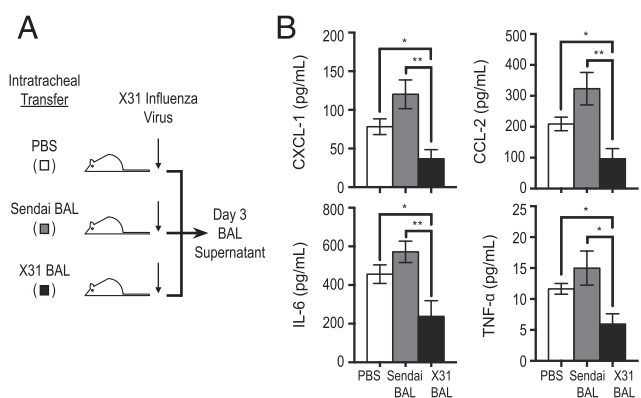 A
Intratracheal
Transfer
X31 Influenza
Virus
PBS
( )
Sendai BAL
( )
X31 BAL
( )
Day 3
BAL
Supernatant
B
CXCL-1 (pg/mL)
200
150
100
50
0
*
**
CCL-2 (pg/mL)
500
400
300
200
100
0
*
**
IL-6 (pg/mL)
800
600
400
200
0
*
**
PBS Sendai BAL X31 BAL
TNF-α (pg/mL)
25
20
15
10
5
0
*
*
PBS Sendai BAL X31 BAL